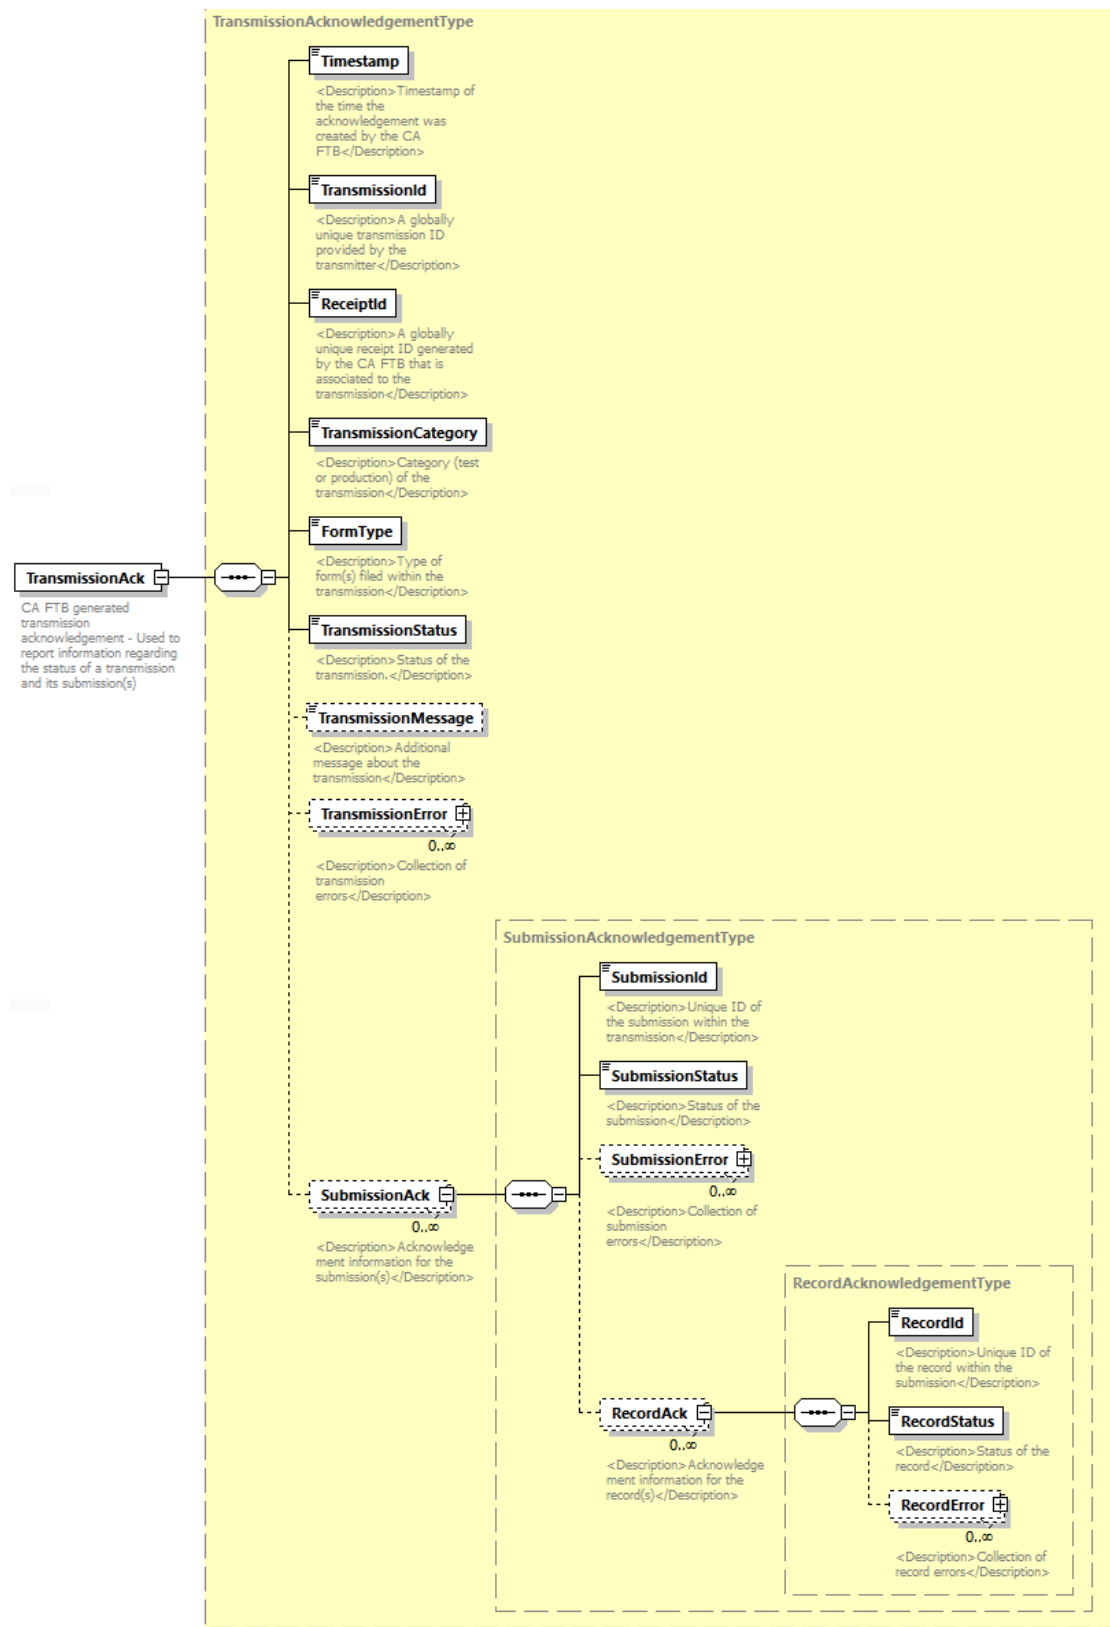 TransmissionAcknowledgementType
Timestamp
<Description>Timestamp of
the time the
acknowledgement was
created by the CA
FTB</Description>
TransmissionId
<Description>A globally
unique transmission ID
provided by the
transmitter</Description>
ReceiptId
<Description>A globally
unique receipt ID generated
by the CA FTB that is
associated to the
transmission</Description>
TransmissionCategory
<Description>Category (test
or production) of the
transmission</Description>
FormType
<Description>Type of
form(s) filed within the
transmission</Description>
TransmissionAck
CA FTB generated
transmission
acknowledgement - Used to
report information regarding
the status of a transmission
and its submission(s)
TransmissionStatus
<Description>Status of the
transmission.</Description>
TransmissionMessage
<Description>Additional
message about the
transmission</Description>
TransmissionError
0..∞
<Description>Collection of
transmission
errors</Description>
SubmissionAcknowledgementType
SubmissionId
<Description>Unique ID of
the submission within the
transmission</Description>
SubmissionStatus
<Description>Status of the
submission</Description>
SubmissionError
0..∞
<Description>Collection of
submission
errors</Description>
SubmissionAck
0..∞
<Description>Acknowledge
ment information for the
submission(s)</Description>
RecordAcknowledgementType
RecordId
<Description>Unique ID of
the record within the
submission</Description>
RecordAck
0..∞
<Description>Acknowledge
ment information for the
record(s)</Description>
RecordStatus
<Description>Status of the
record</Description>
RecordError
0..∞
<Description>Collection of
record errors</Description>